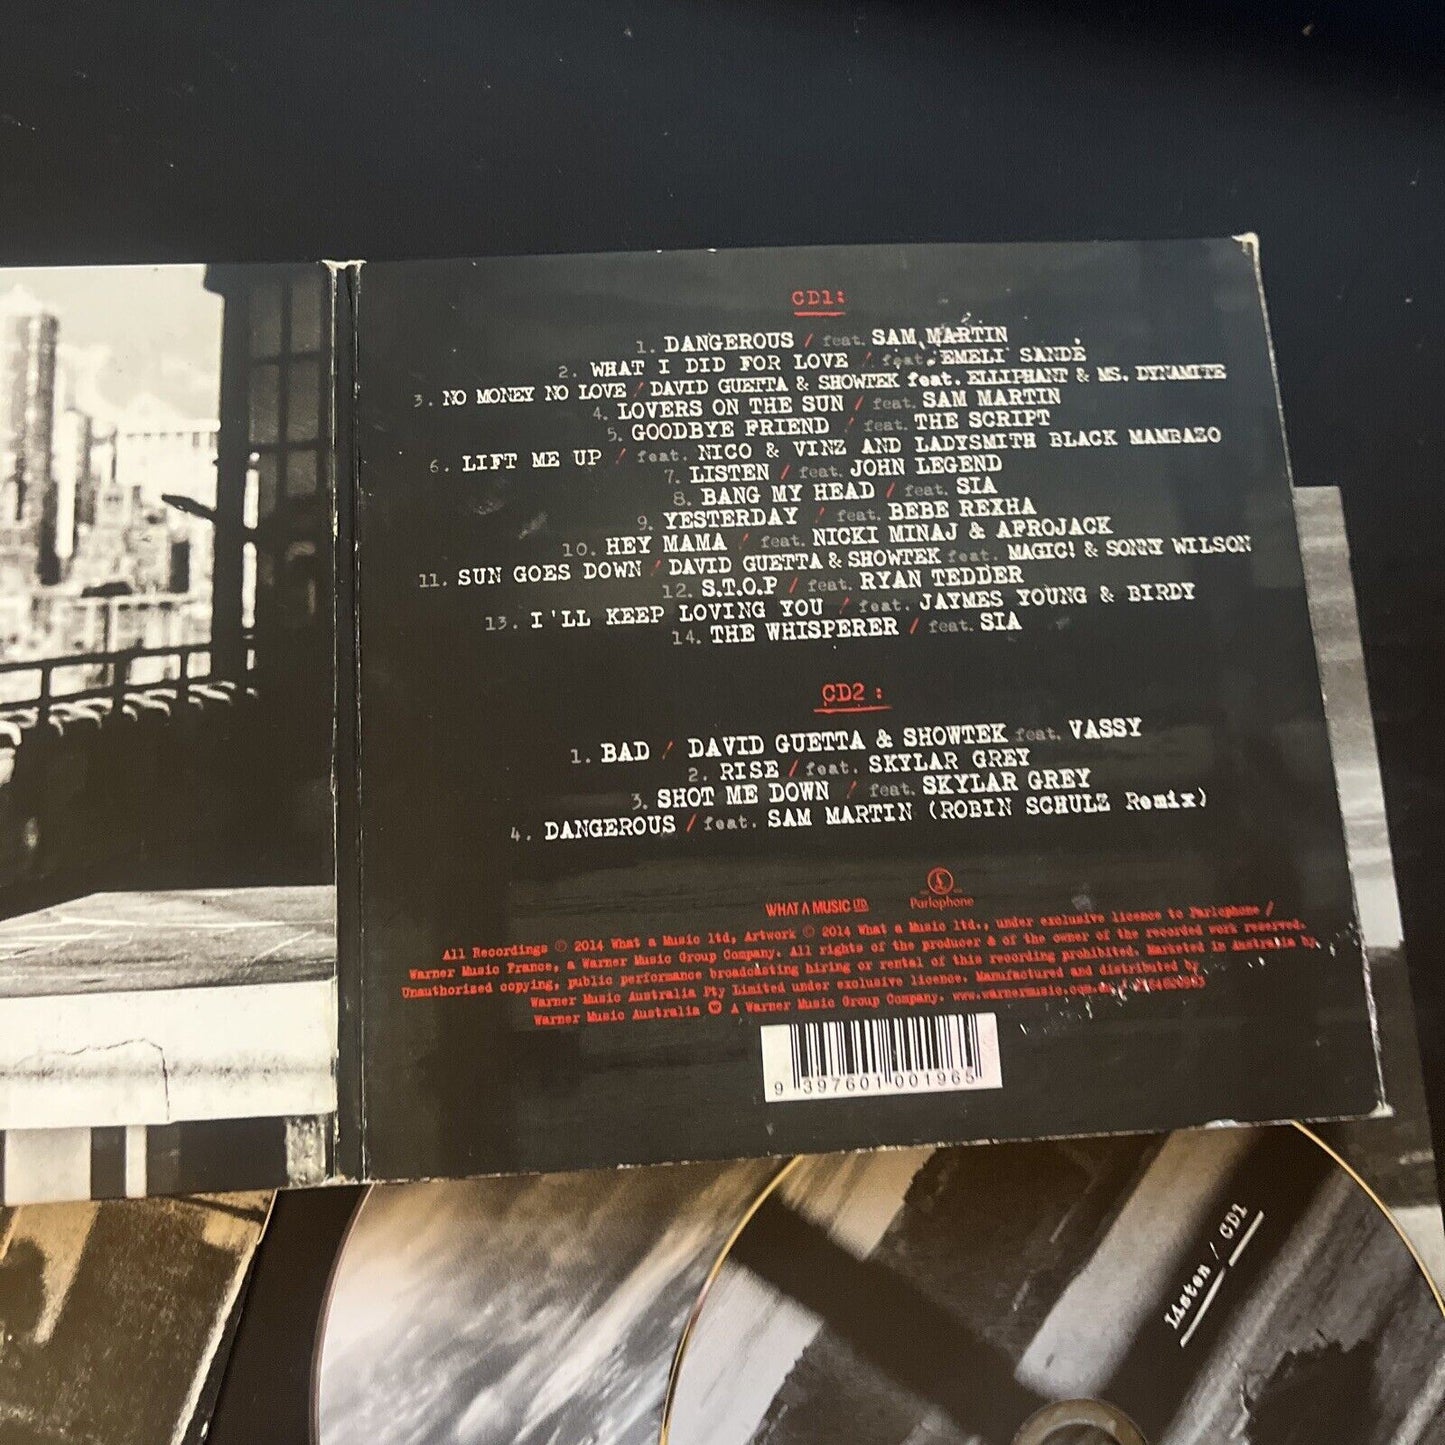 CD1:
1. DANGEROUS / feat. SAM MARTIN
2. WHAT I DID FOR LOVE / feat. EMELI SANDÉ
3. NO MONEY NO LOVE / DAVID GUETTA & SHOWTEK feat. ELLIPHANT & MS. DYNAMITE
4. LOVERS ON THE SUN / feat. SAM MARTIN
5. GOODBYE FRIEND / feat. THE SCRIPT
6. LIFT ME UP / feat. NICO & VINZ AND LADYSMITH BLACK MAMBAZO
7. LISTEN / feat. JOHN LEGEND
8. BANG MY HEAD / feat. SIA
9. YESTERDAY / feat. BEBE REXHA
10. HEY MAMA / feat. NICKI MINAJ & AFROJACK
11. SUN GOES DOWN / DAVID GUETTA & SHOWTEK feat. MAGIC! & SONNY WILSON
12. S.T.O.P / feat. RYAN TEDDER
13. I'LL KEEP LOVING YOU / feat. JAYMES YOUNG & BIRDY
14. THE WHISPERER / feat. SIA
CD2 :
1. BAD / DAVID GUETTA & SHOWTEK feat. VASSY
2. RISE / feat. SKYLAR GREY
3. SHOT ME DOWN / feat. SKYLAR GREY
4. DANGEROUS / feat. SAM MARTIN (ROBIN SCHULZ Remix)
WHAT A MUSIC LTD.
Parlophone
All Recordings ℗ 2014 What a Music ltd, Artwork © 2014 What a Music ltd., under exclusive licence to Parlophone /
Warner Music France, a Warner Music Group Company. All rights of the producer & of the owner of the recorded work reserved.
Unauthorized copying, public performance broadcasting hiring or rental of this recording prohibited. Marketed in Australia by
Warner Music Australia Pty Limited under exclusive licence. Manufactured and distributed by
Warner Music Australia A Warner Music Group Company. www.warnermusic.com.au /
9 397601 001965
Listen / CD1